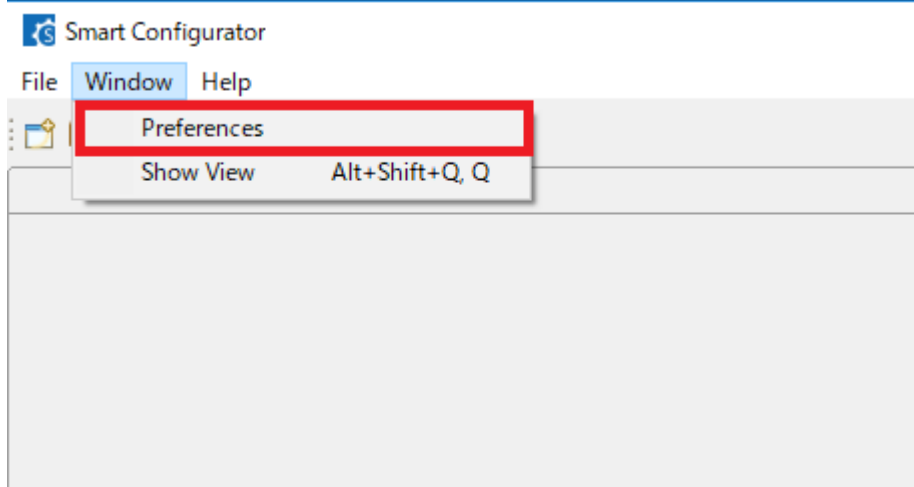 Smart Configurator
File Window Help
Preferences
Show View Alt+Shift+Q, Q